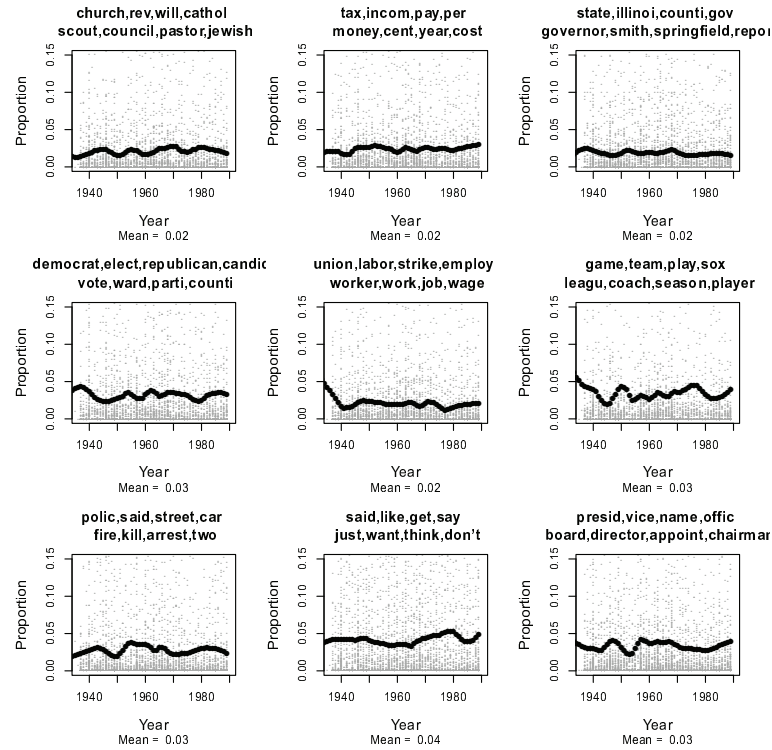 church,rev,will,cathol
scout,council,pastor,jewish
Proportion
0.00 0.05 0.10 0.15
1940 1960 1980
Year
Mean = 0.02
tax,incom,pay,per
money,cent,year,cost
Proportion
0.00 0.05 0.10 0.15
1940 1960 1980
Year
Mean = 0.02
state,illinoi,counti,gov
governor,smith,springfield,repor
Proportion
0.00 0.05 0.10 0.15
1940 1960 1980
Year
Mean = 0.02
democrat,elect,republican,candic
vote,ward,parti,counti
Proportion
0.00 0.05 0.10 0.15
1940 1960 1980
Year
Mean = 0.03
union,labor,strike,employ
worker,work,job,wage
Proportion
0.00 0.05 0.10 0.15
1940 1960 1980
Year
Mean = 0.02
game,team,play,sox
leagu,coach,season,player
Proportion
0.00 0.05 0.10 0.15
1940 1960 1980
Year
Mean = 0.03
polic,said,street,car
fire,kill,arrest,two
Proportion
0.00 0.05 0.10 0.15
1940 1960 1980
Year
Mean = 0.03
said,like,get,say
just,want,think,don't
Proportion
0.00 0.05 0.10 0.15
1940 1960 1980
Year
Mean = 0.04
presid,vice,name,offic
board,director,appoint,chairmar
Proportion
0.00 0.05 0.10 0.15
1940 1960 1980
Year
Mean = 0.03